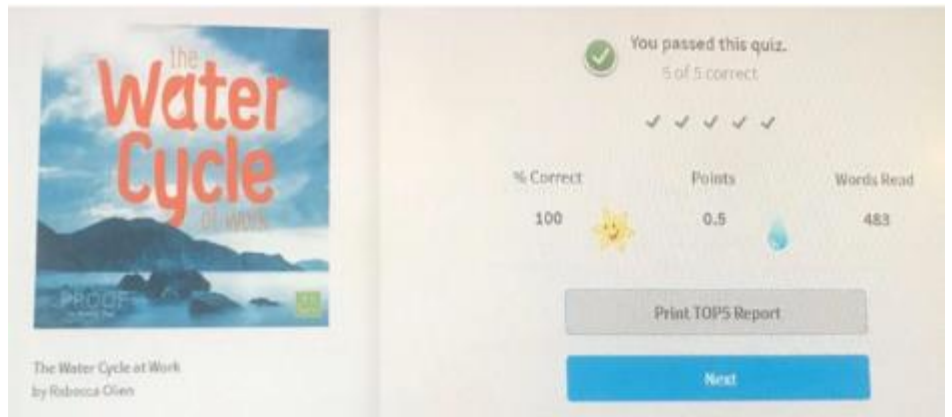 the
Water
Cycle
at Work
PROOF
The Water Cycle at Work
by Rebecca Olien
You passed this quiz.
5 of 5 correct
% Correct
100
Points
0.5
Words Read
483
Print TOPS Report
Next